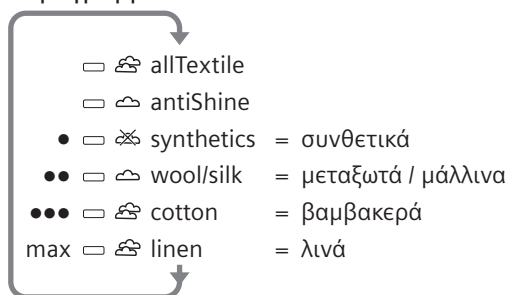 allTextile
antiShine
● synthetics = συνθετικά
●● wool/silk = μεταξωτά / μάλλινα
●●● cotton = βαμβακερά
max linen = λινά